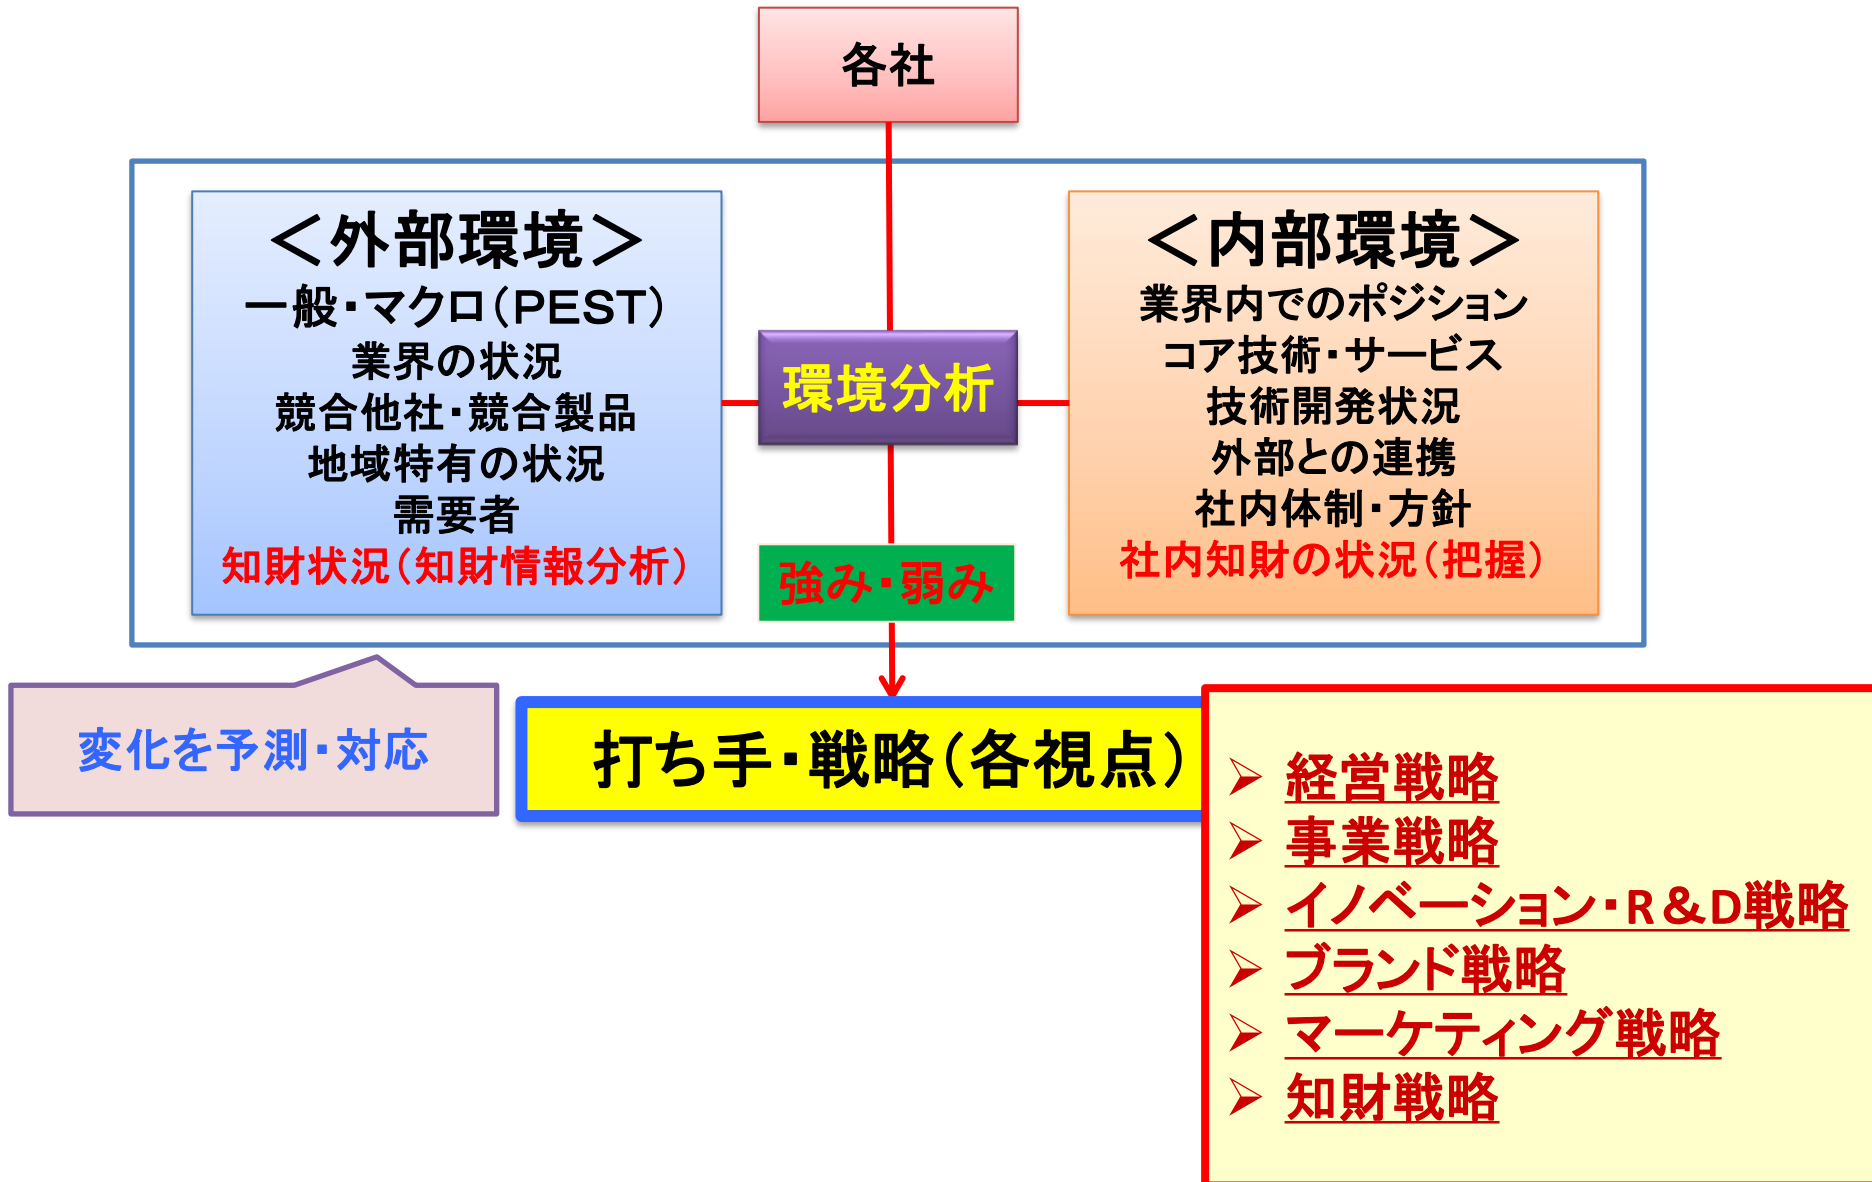 各社
＜外部環境＞
一般・マクロ（PEST）
業界の状況
競合他社・競合製品
地域特有の状況
需要者
知財状況（知財情報分析）
環境分析
強み・弱み
＜内部環境＞
業界内でのポジション
コア技術・サービス
技術開発状況
外部との連携
社内体制・方針
社内知財の状況（把握）
変化を予測・対応
打ち手・戦略（各視点）
➢ 経営戦略
➢ 事業戦略
➢ イノベーション・R＆D戦略
➢ ブランド戦略
➢ マーケティング戦略
➢ 知財戦略